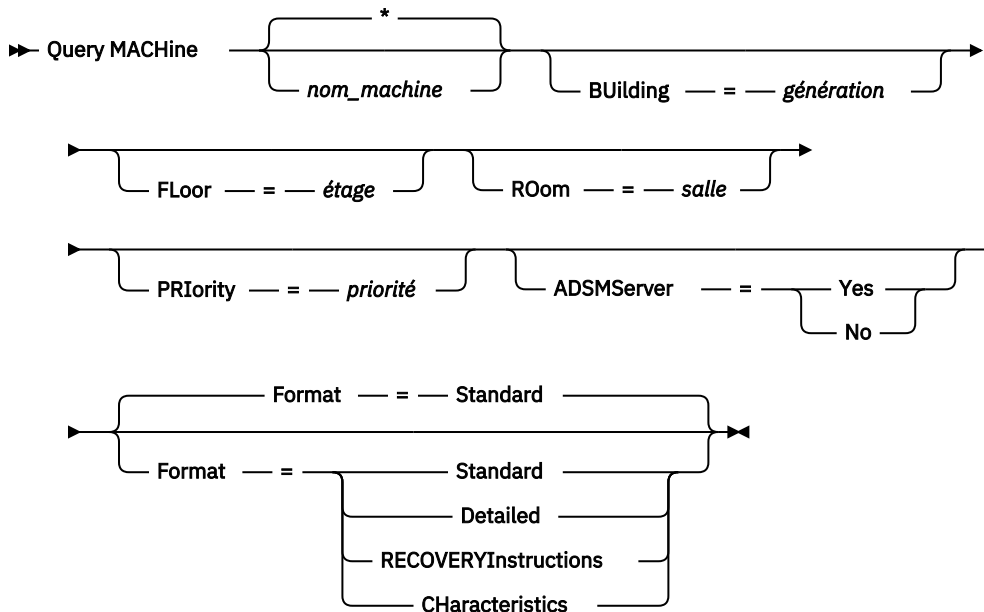 *
Query MACHine
nom_machine
BUilding = génération
FLoor = étage
ROom = salle
PRIority = priorité
ADSMServer = Yes
No
Format = Standard
Format = Standard
Detailed
RECOVERYInstructions
CHaracteristics